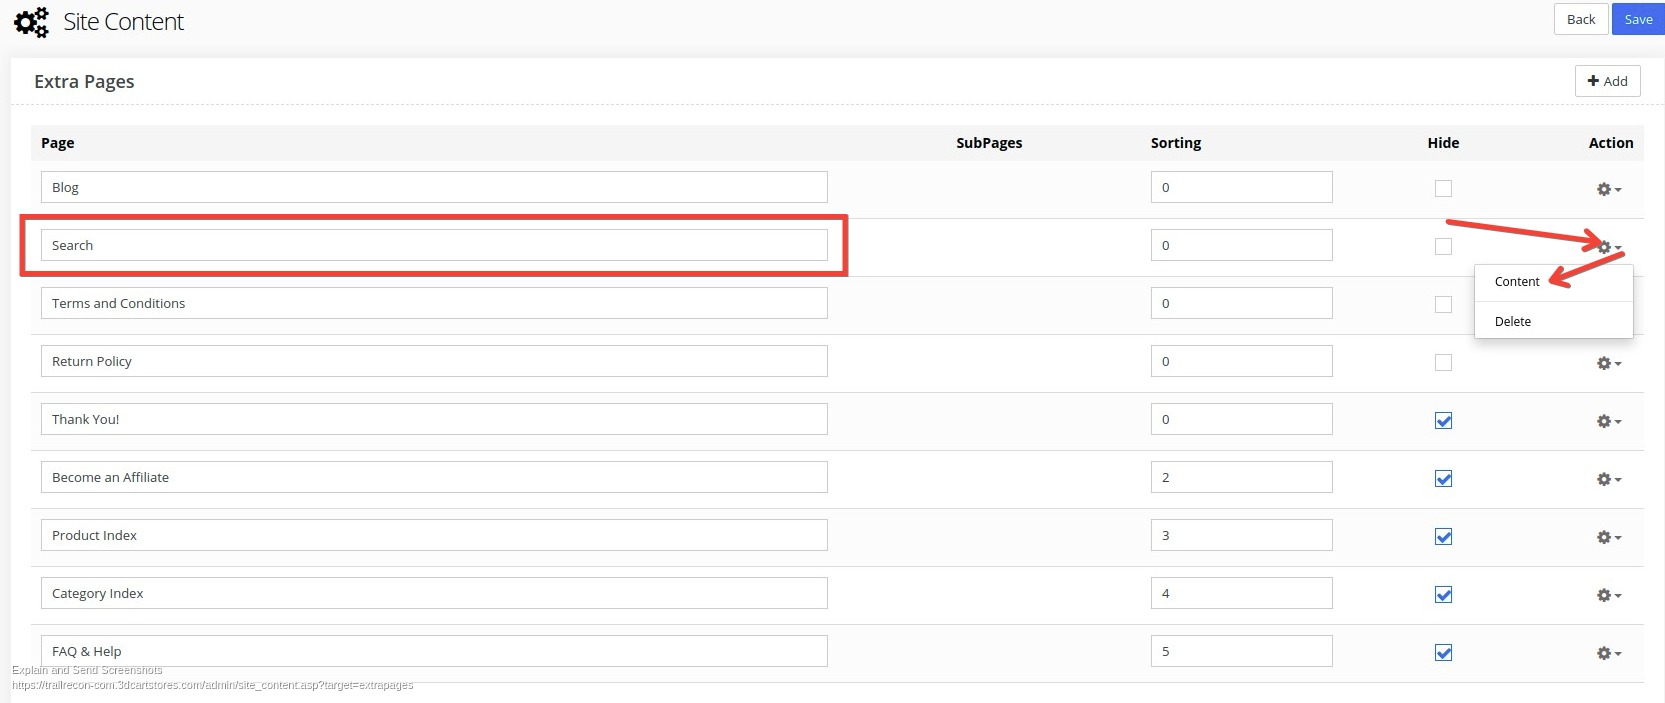 Site Content
Back
Save
Extra Pages
Add
Page SubPages Sorting Hide Action
Blog 0
Search 0
Content
Terms and Conditions 0
Delete
Return Policy 0
Thank You! 0
Become an Affiliate 2
Product Index 3
Category Index 4
FAQ & Help 5
Explain and Send Screenshots
https://trailrecon-com.3dcartstores.com/admin/site_content.asp?target=extrapages